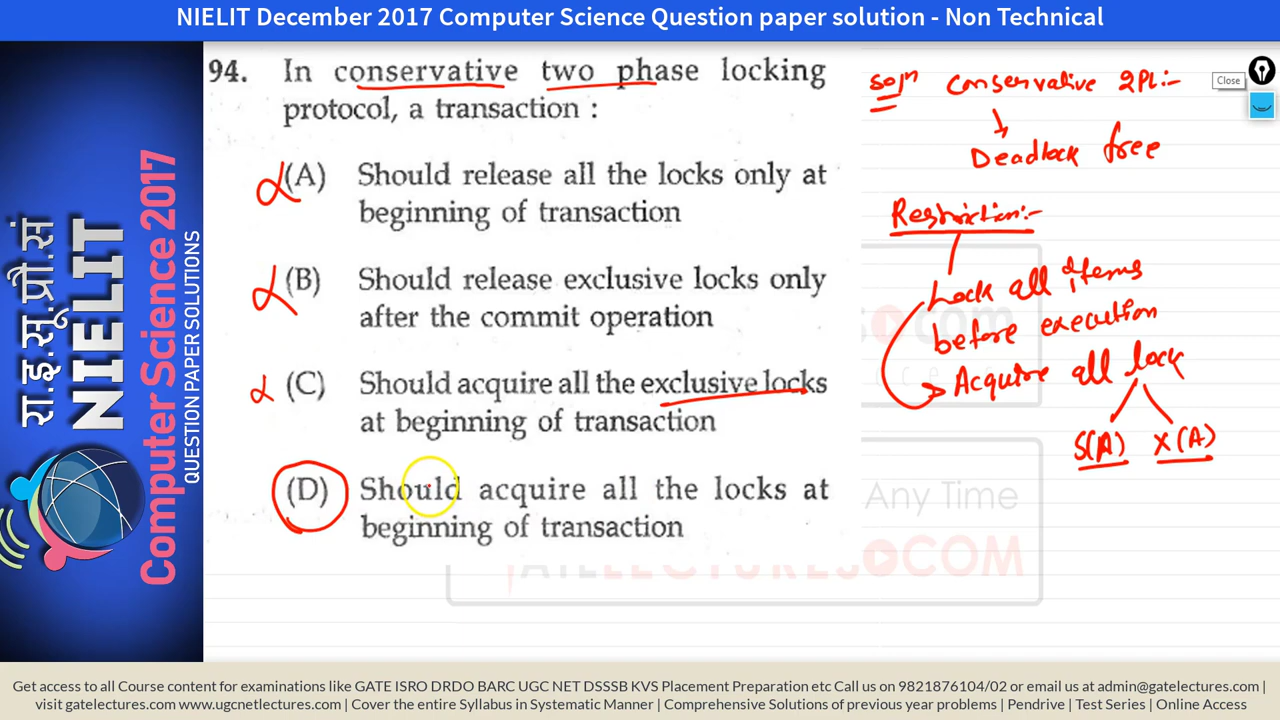 NIELIT December 2017 Computer Science Question paper solution - Non Technical
रा.इ.सू.प्रौ.सं
NIELIT
Computer Science 2017
QUESTION PAPER SOLUTIONS
94. In conservative two phase locking
protocol, a transaction :
(A) Should release all the locks only at
beginning of transaction
(B) Should release exclusive locks only
after the commit operation
(C) Should acquire all the exclusive locks
at beginning of transaction
(D) Should acquire all the locks at
beginning of transaction
Soln Conservative 2PL:-
Deadlock free
Restriction:-
Lock all items
before execution
Acquire all lock
S(A) X(A)
Close
Any Time
Get access to all Course content for examinations like GATE ISRO DRDO BARC UGC NET DSSSB KVS Placement Preparation etc Call us on 9821876104/02 or email us at admin@gatelectures.com |
visit gatelectures.com www.ugcnetlectures.com | Cover the entire Syllabus in Systematic Manner | Comprehensive Solutions of previous year problems | Pendrive | Test Series | Online Access